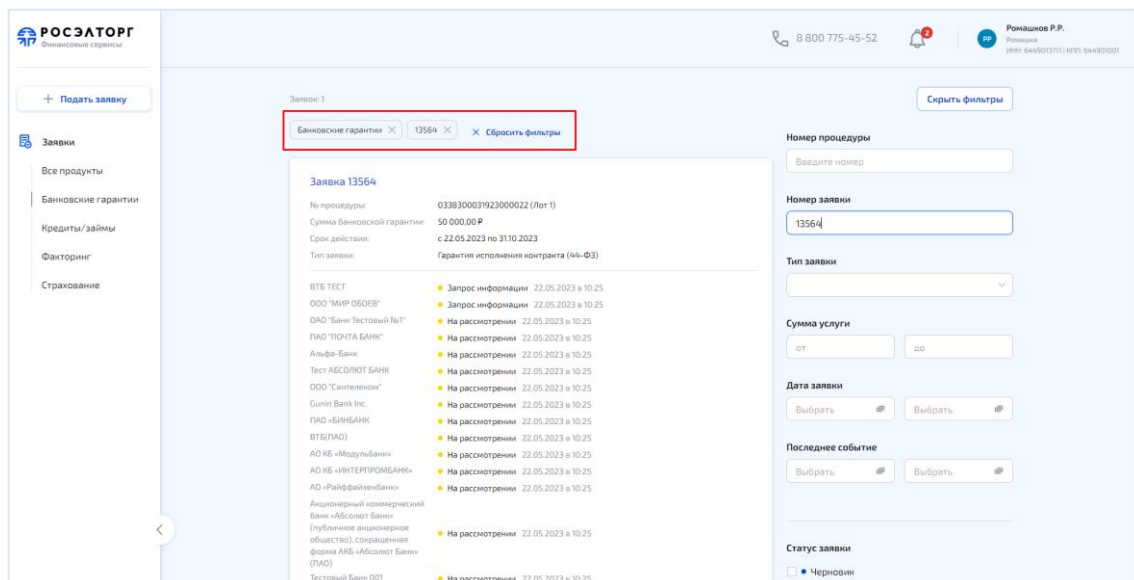 РОСЭЛТОРГ
Финансовые сервисы
8 800 775-45-52
2
РР
Ромашков Р.Р.
Ромашка
ИНН: 6449013711 | КПП: 644901001
+ Подать заявку
Заявки
Все продукты
Банковские гарантии
Кредиты/займы
Факторинг
Страхование
Заявок: 1
Банковские гарантии × 13564 × × Сбросить фильтры
Заявка 13564
№ процедуры: 0338300031923000022 (Лот 1)
Сумма банковской гарантии: 50 000,00 ₽
Срок действия: с 22.05.2023 по 31.10.2023
Тип заявки: Гарантия исполнения контракта (44-ФЗ)
ВТБ ТЕСТ Запрос информации 22.05.2023 в 10:25
ООО "МИР ОБОЕВ" Запрос информации 22.05.2023 в 10:25
ОАО "Банк Тестовый №1" На рассмотрении 22.05.2023 в 10:25
ПАО "ПОЧТА БАНК" На рассмотрении 22.05.2023 в 10:25
Альфа-Банк На рассмотрении 22.05.2023 в 10:25
Тест АБСОЛЮТ БАНК На рассмотрении 22.05.2023 в 10:25
ООО "Сантелеком" На рассмотрении 22.05.2023 в 10:25
Gunin Bank Inc. На рассмотрении 22.05.2023 в 10:25
ПАО «БИНБАНК На рассмотрении 22.05.2023 в 10:25
ВТБ(ПАО) На рассмотрении 22.05.2023 в 10:25
АО КБ «Модульбанк» На рассмотрении 22.05.2023 в 10:25
АО КБ «ИНТЕРПРОМБАНК» На рассмотрении 22.05.2023 в 10:25
АО «Райффайзенбанк» На рассмотрении 22.05.2023 в 10:25
Акционерный коммерческий
банк «Абсолют Банк»
(публичное акционерное
общество), сокращенная
форма АКБ «Абсолют Банк»
(ПАО) На рассмотрении 22.05.2023 в 10:25
Тестовый Банк 001 На рассмотрении 22.05.2023 в 10:25
Скрыть фильтры
Номер процедуры
Введите номер
Номер заявки
13564
Тип заявки
Сумма услуги
от до
Дата заявки
Выбрать Выбрать
Последнее событие
Выбрать Выбрать
Статус заявки
Черновик